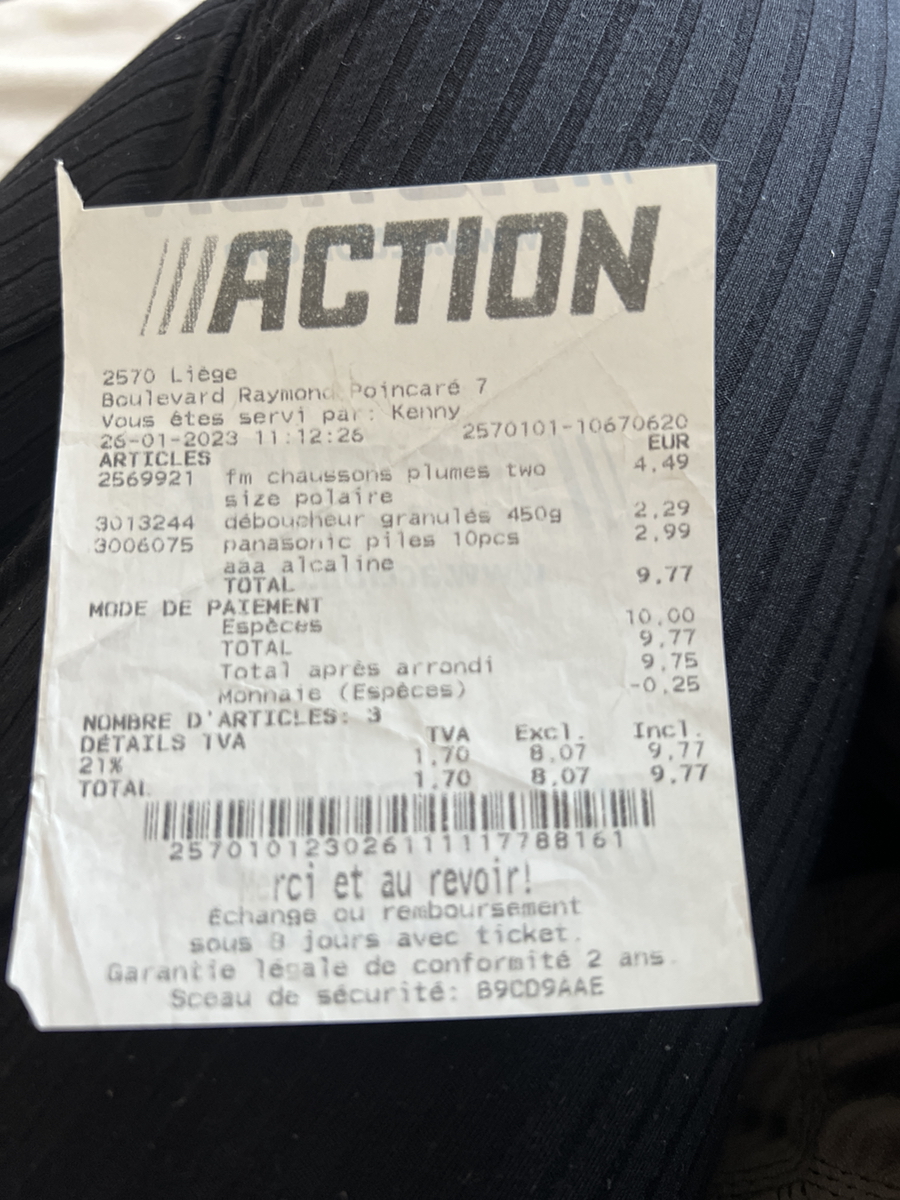 ACTION
2570 Liège
Boulevard Raymond Poincaré 7
Vous êtes servi par: Kenny
26-01-2023 11:12:26 2570101-10670620
EUR
ARTICLES
2569921 fm chaussons plumes two 4,49
size polaire
3013244 déboucheur granulés 450g 2,29
3006075 panasonic piles 10pcs 2,99
aaa alcaline
TOTAL 9,77
MODE DE PAIEMENT
Espèces 10,00
TOTAL 9,77
Total après arrondi 9,75
Monnaie (Espèces) -0,25
NOMBRE D'ARTICLES: 3
DÉTAILS TVA TVA Excl. Incl.
21% 1,70 8,07 9,77
TOTAL 1,70 8,07 9,77
257010123026111117788161
rci et au revoir!
Échange ou remboursement
sous 8 jours avec ticket.
Garantie légale de conformité 2 ans.
Sceau de sécurité: B9CD9AAE